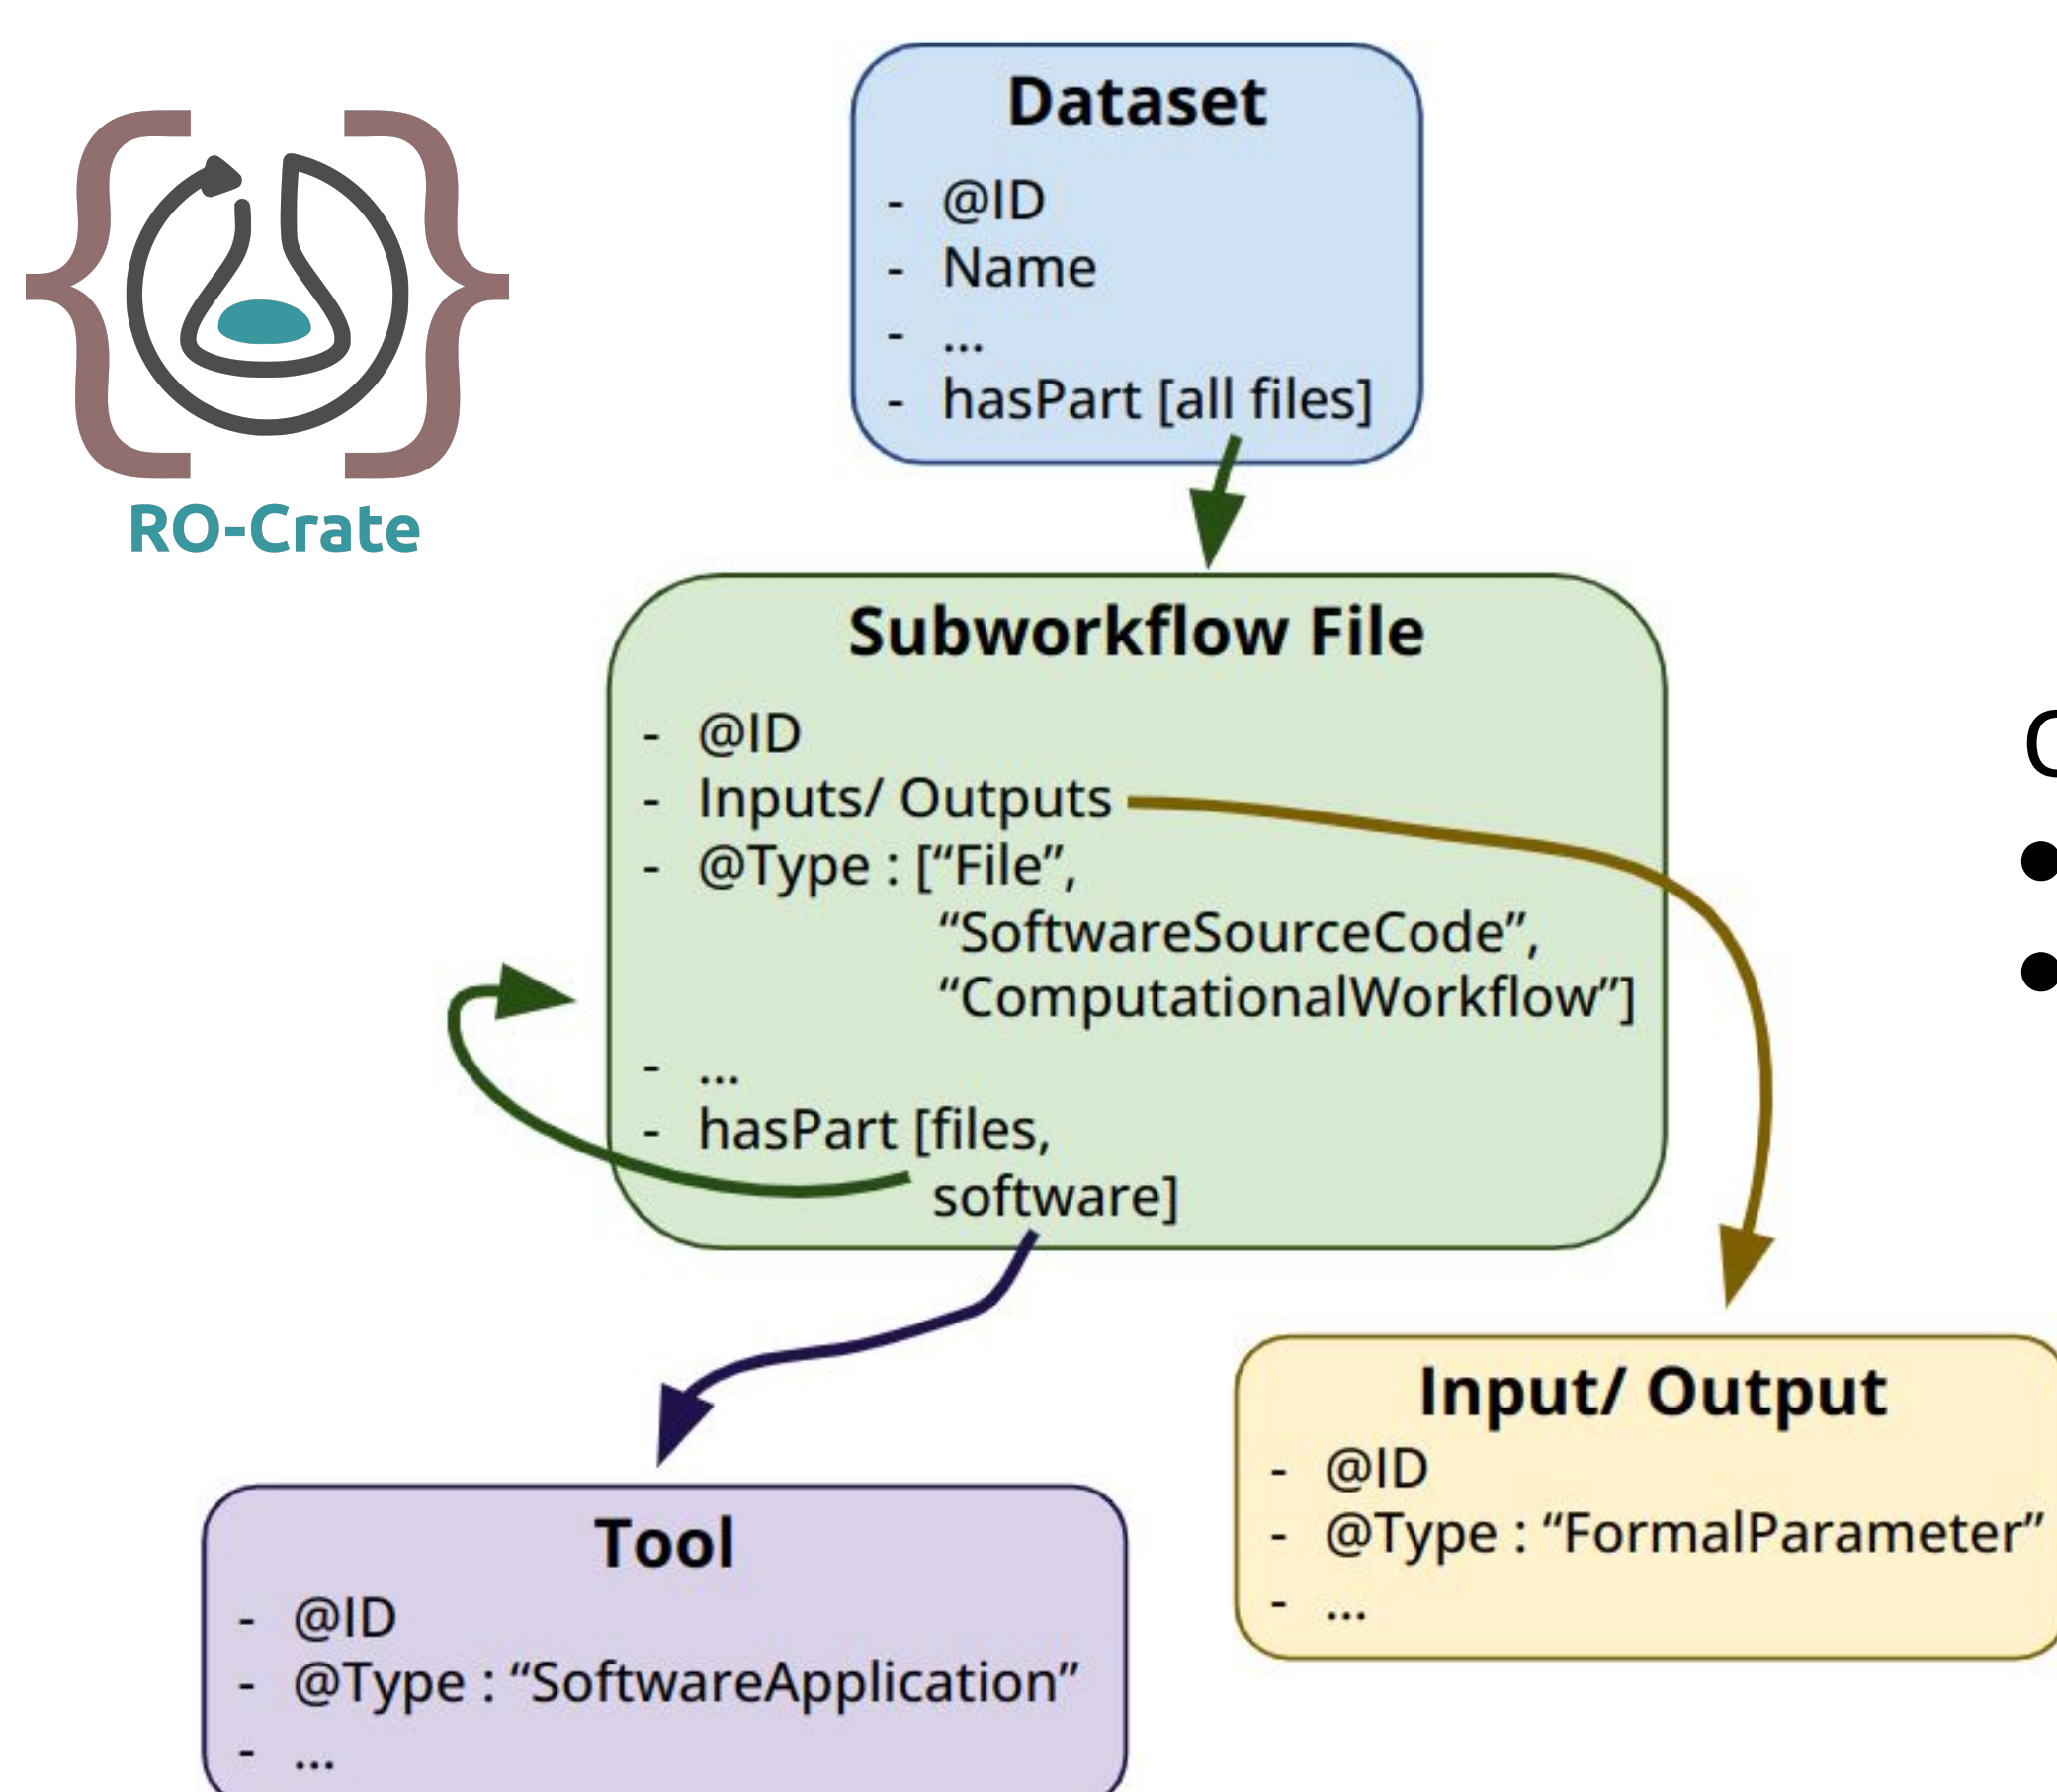 RO-Crate
Dataset
- @ID
- Name
- ...
- hasPart [all files]
Subworkflow File
- @ID
- Inputs/ Outputs
- @Type : [“File”,
“SoftwareSourceCode”,
“ComputationalWorkflow”]
- ...
- hasPart [files,
software]
Input/ Output
- @ID
- @Type : “FormalParameter”
- ...
Tool
- @ID
- @Type : “SoftwareApplication”
- ...